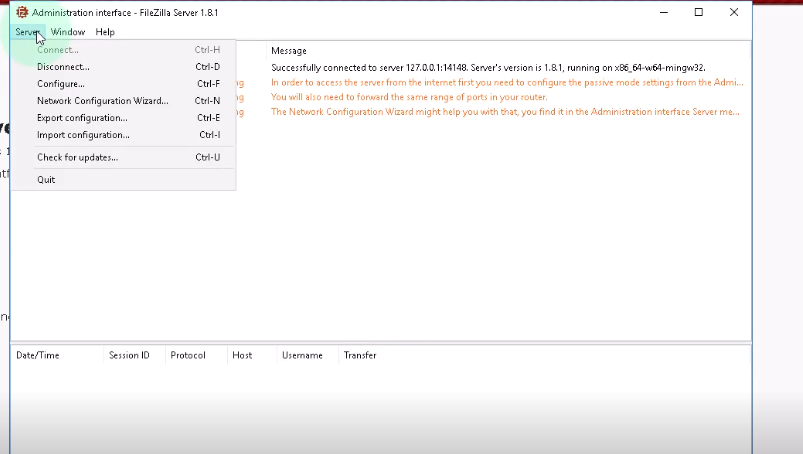 Administration interface - FileZilla Server 1.8.1
Server Window Help
Connect... Ctrl-H
Disconnect... Ctrl-D
Configure... Ctrl-F
Network Configuration Wizard... Ctrl-N
Export configuration... Ctrl-E
Import configuration... Ctrl-I
Check for updates... Ctrl-U
Quit
Message
Successfully connected to server 127.0.0.1:14148. Server's version is 1.8.1, running on x86_64-w64-mingw32.
In order to access the server from the internet first you need to configure the passive mode settings from the Admi...
You will also need to forward the same range of ports in your router.
The Network Configuration Wizard might help you with that, you find it in the Administration interface Server me...
Date/Time Session ID Protocol Host Username Transfer